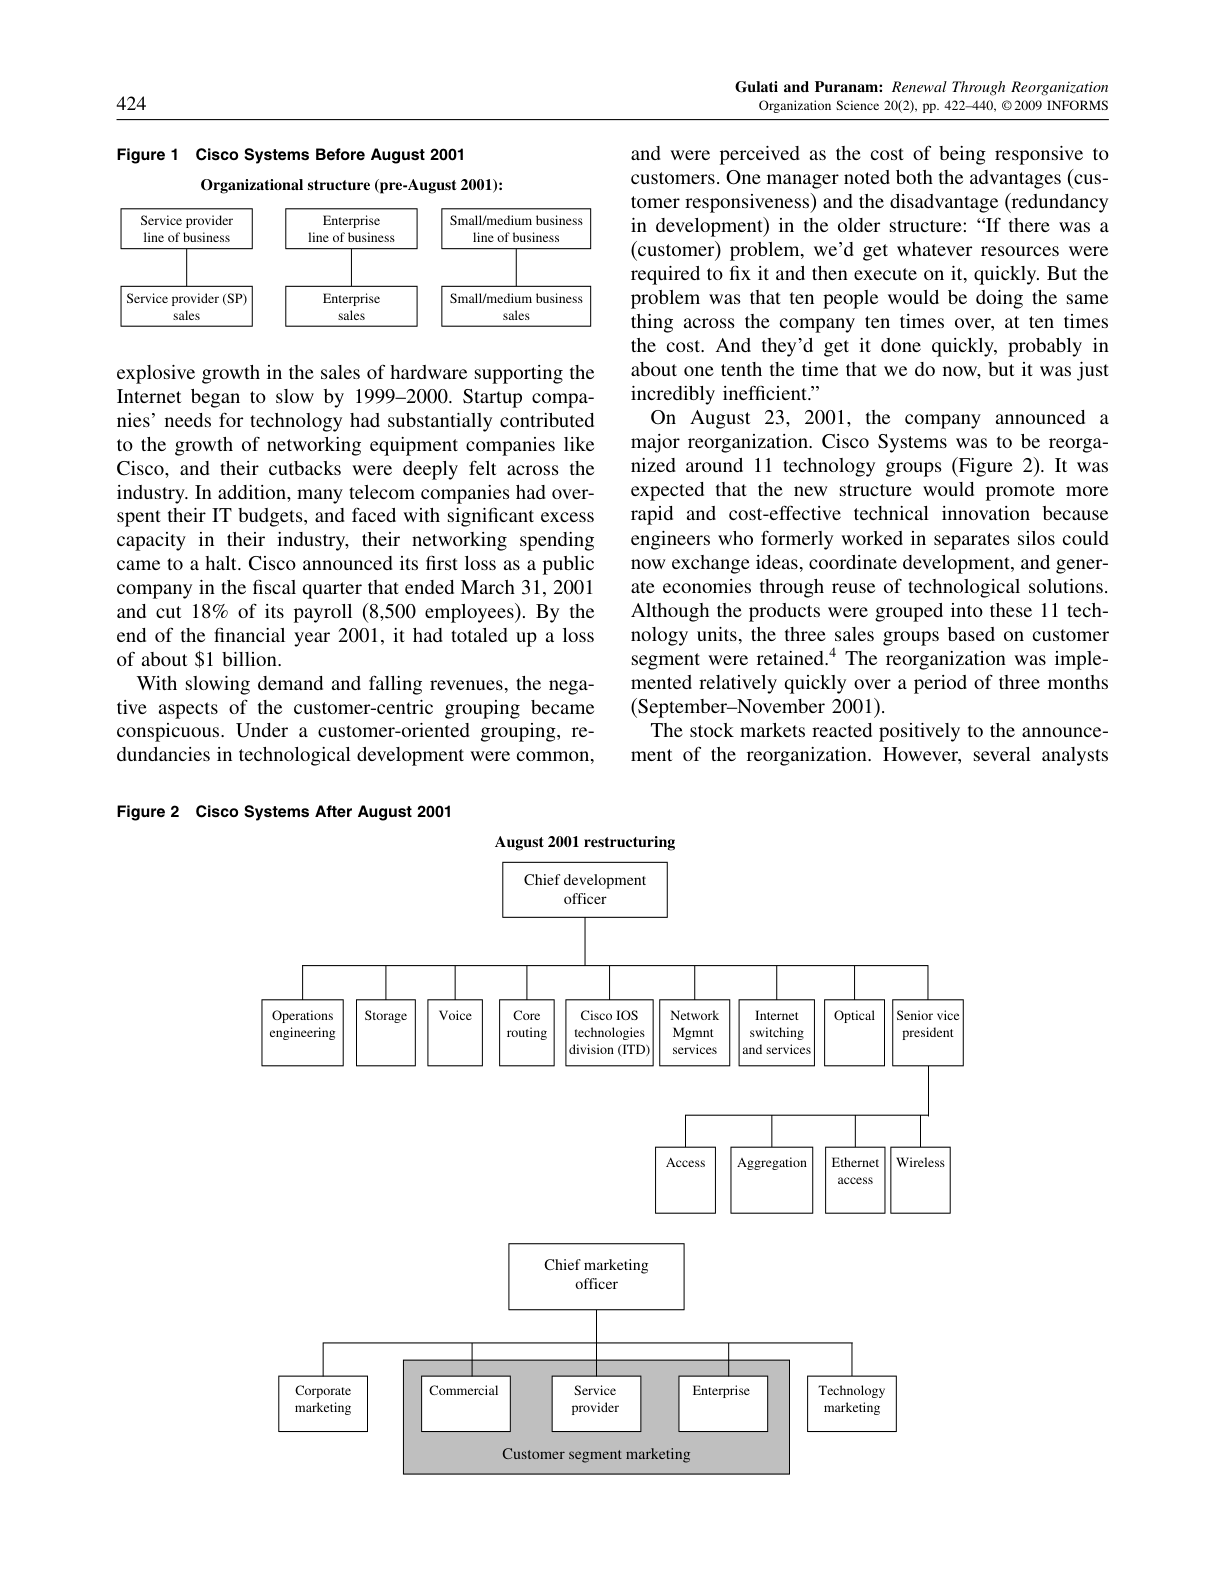 424
Gulati and Puranam: Renewal Through Reorganization
Organization Science 20(2), pp. 422–440, © 2009 INFORMS
Figure 1 Cisco Systems Before August 2001
Organizational structure (pre-August 2001):
Service provider
line of business
Enterprise
line of business
Small/medium business
line of business
Service provider (SP)
sales
Enterprise
sales
Small/medium business
sales
explosive growth in the sales of hardware supporting the
Internet began to slow by 1999–2000. Startup compa-
nies’ needs for technology had substantially contributed
to the growth of networking equipment companies like
Cisco, and their cutbacks were deeply felt across the
industry. In addition, many telecom companies had over-
spent their IT budgets, and faced with significant excess
capacity in their industry, their networking spending
came to a halt. Cisco announced its first loss as a public
company in the fiscal quarter that ended March 31, 2001
and cut 18% of its payroll (8,500 employees). By the
end of the financial year 2001, it had totaled up a loss
of about $1 billion.
With slowing demand and falling revenues, the nega-
tive aspects of the customer-centric grouping became
conspicuous. Under a customer-oriented grouping, re-
dundancies in technological development were common,
and were perceived as the cost of being responsive to
customers. One manager noted both the advantages (cus-
tomer responsiveness) and the disadvantage (redundancy
in development) in the older structure: “If there was a
(customer) problem, we’d get whatever resources were
required to fix it and then execute on it, quickly. But the
problem was that ten people would be doing the same
thing across the company ten times over, at ten times
the cost. And they’d get it done quickly, probably in
about one tenth the time that we do now, but it was just
incredibly inefficient.”
On August 23, 2001, the company announced a
major reorganization. Cisco Systems was to be reorga-
nized around 11 technology groups (Figure 2). It was
expected that the new structure would promote more
rapid and cost-effective technical innovation because
engineers who formerly worked in separates silos could
now exchange ideas, coordinate development, and gener-
ate economies through reuse of technological solutions.
Although the products were grouped into these 11 tech-
nology units, the three sales groups based on customer
segment were retained.4 The reorganization was imple-
mented relatively quickly over a period of three months
(September–November 2001).
The stock markets reacted positively to the announce-
ment of the reorganization. However, several analysts
Figure 2 Cisco Systems After August 2001
August 2001 restructuring
Chief development
officer
Operations
engineering
Storage
Voice
Core
routing
Cisco IOS
technologies
division (ITD)
Network
Mgmnt
services
Internet
switching
and services
Optical
Senior vice
president
Access
Aggregation
Ethernet
access
Wireless
Chief marketing
officer
Corporate
marketing
Commercial
Service
provider
Enterprise
Technology
marketing
Customer segment marketing